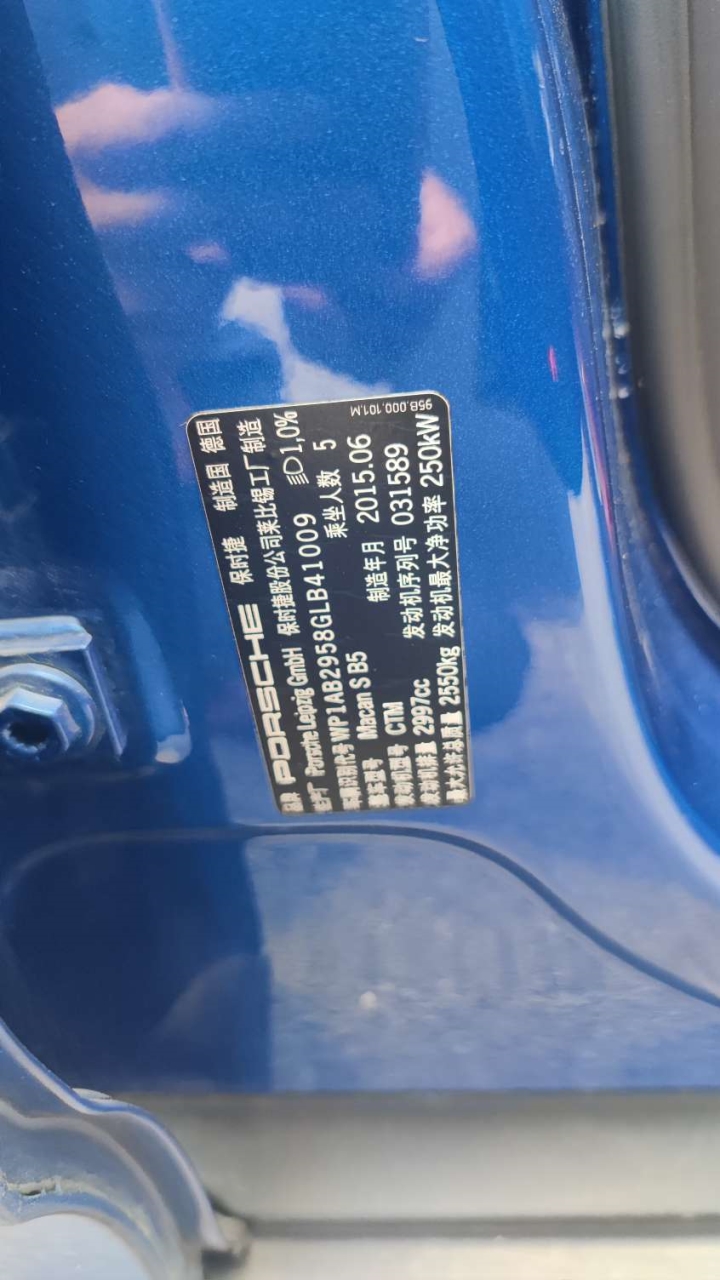 品牌 PORSCHE 保时捷 制造国 德国
生产厂 Porsche Leipzig GmbH 保时捷股份公司莱比锡工厂制造
车辆识别代号 WP1AB2958GLB41009 1,0%
整车型号 Macan S B5 乘坐人数 5
发动机型号 CTM 制造年月 2015.06
发动机排量 2997cc 发动机序列号 031589
最大允许总质量 2550kg 发动机最大净功率 250kW
95B.000.101.M